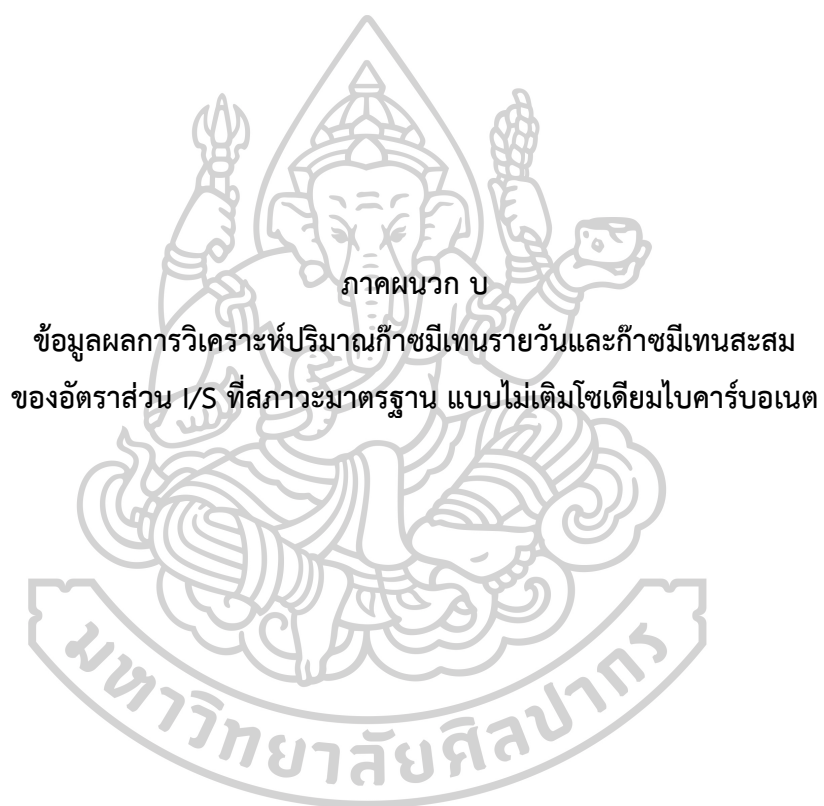 ภาคผนวก บ
ข้อมูลผลการวิเคราะห์ปริมาณก๊าซมีเทนรายวันและก๊าซมีเทนสะสม
ของอัตราส่วน I/S ที่สภาวะมาตรฐาน แบบไม่เติมโซเดียมไบคาร์บอเนต
มหาวิทยาลัยศิลปากร